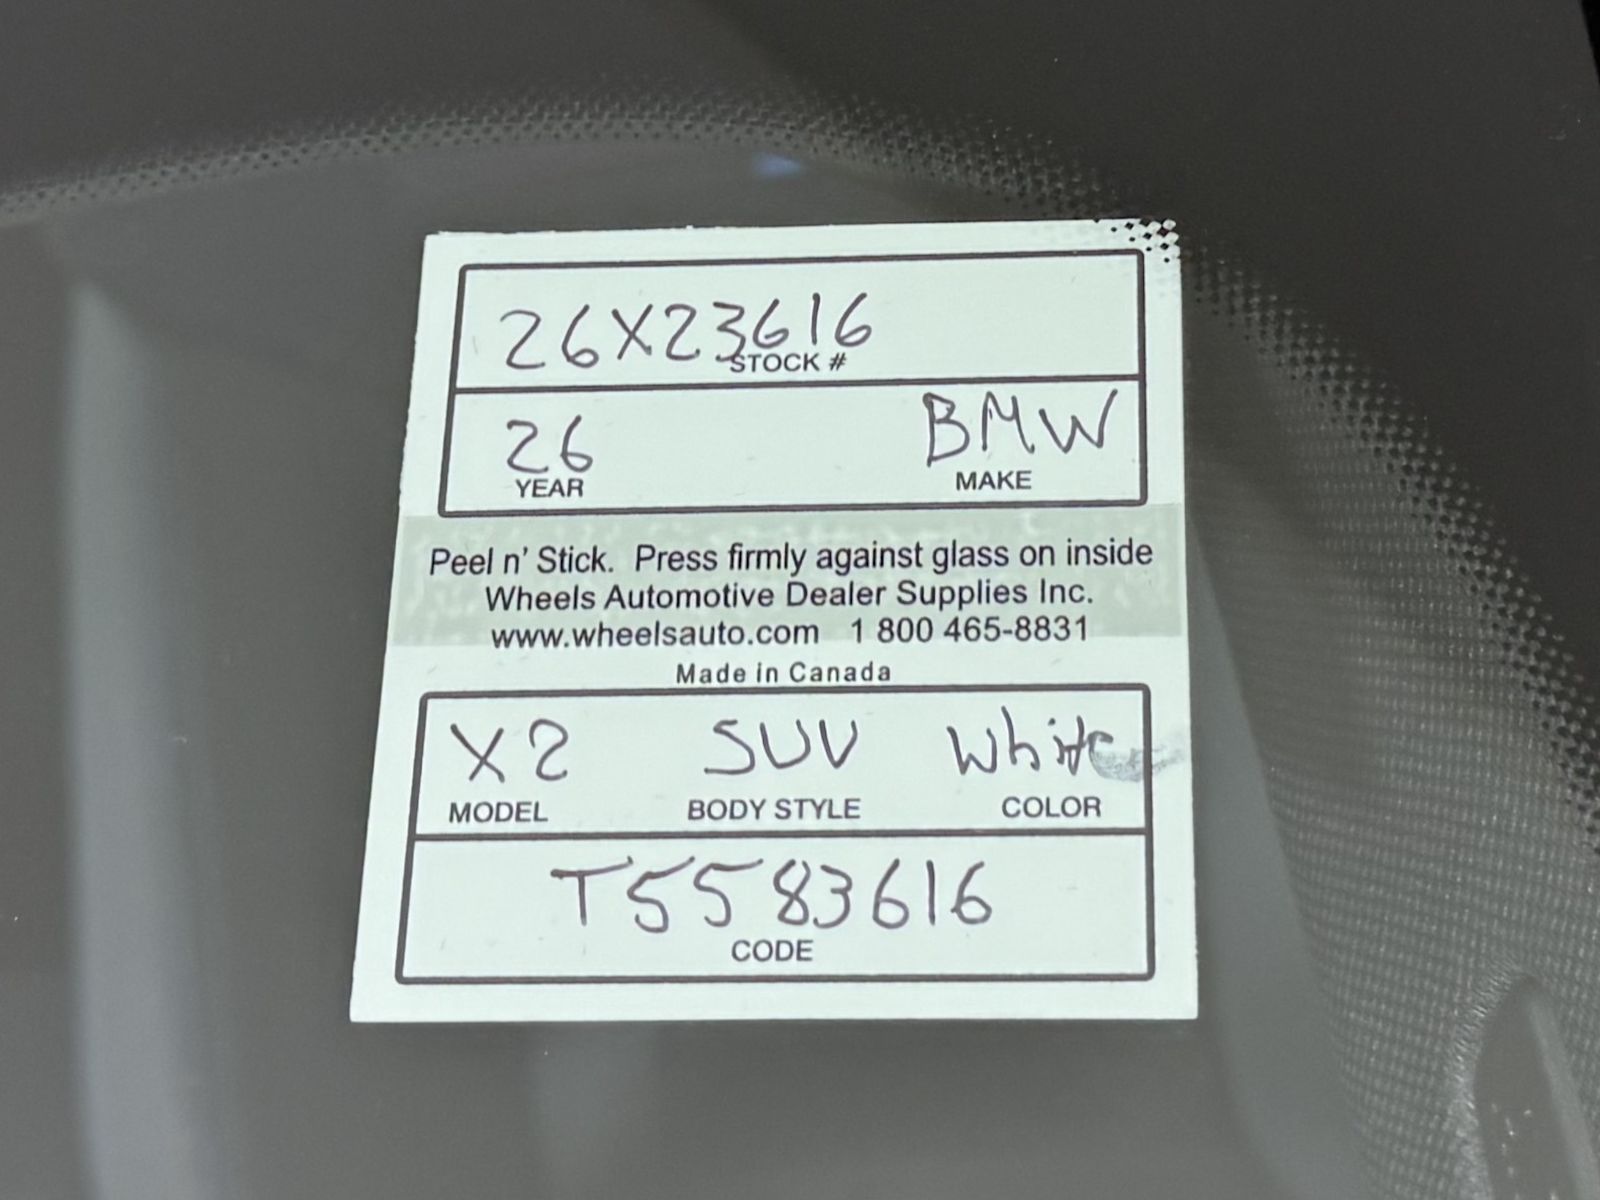 26X23616
STOCK #
26 BMW
YEAR MAKE
Peel n' Stick. Press firmly against glass on inside
Wheels Automotive Dealer Supplies Inc.
www.wheelsauto.com 1 800 465-8831
Made in Canada
X2 SUV White
MODEL BODY STYLE COLOR
T5583616
CODE